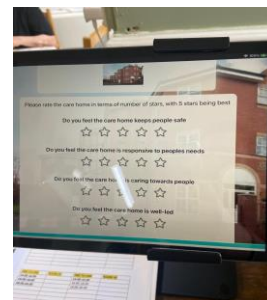 Please rate the care home in terms of number of stars, with 5 stars being best
Do you feel the care home keeps people safe
Do you feel the care home is responsive to peoples needs
Do you feel the care home is caring towards people
Do you feel the care home is well-led